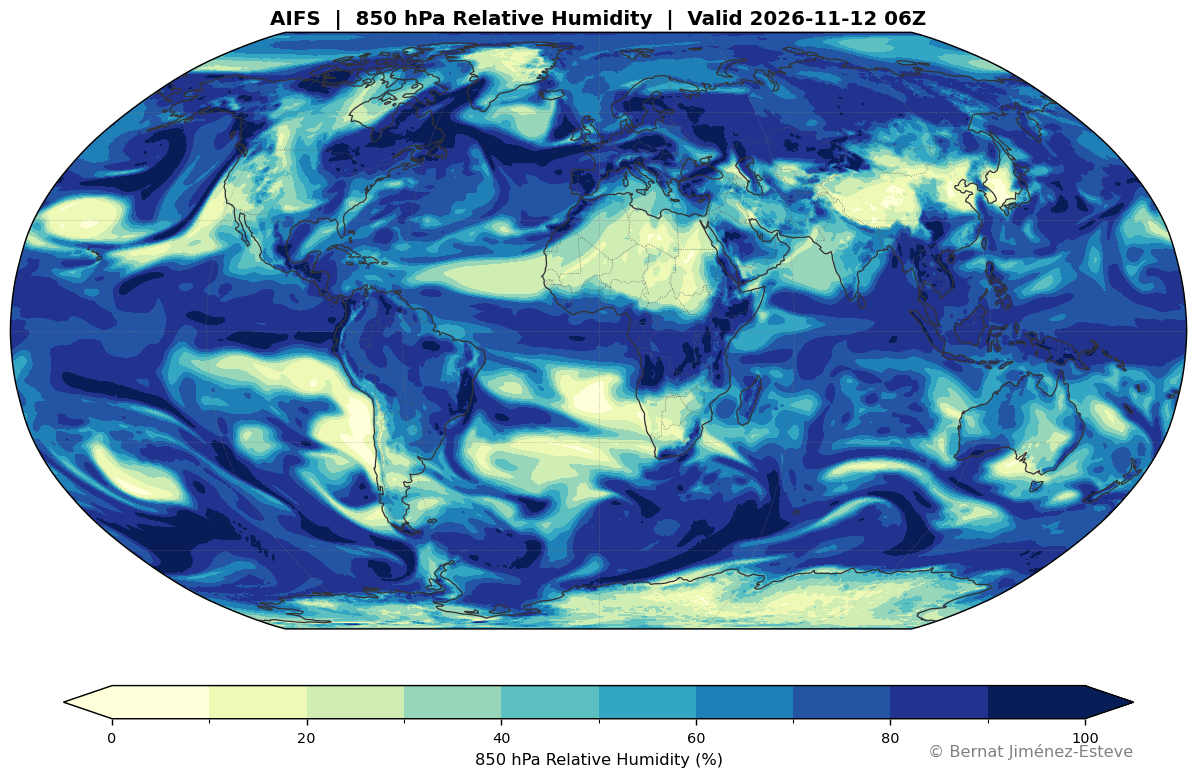 AIFS | 850 hPa Relative Humidity | Valid 2026-11-12 06Z
0 20 40 60 80 100
850 hPa Relative Humidity (%)
© Bernat Jiménez-Esteve